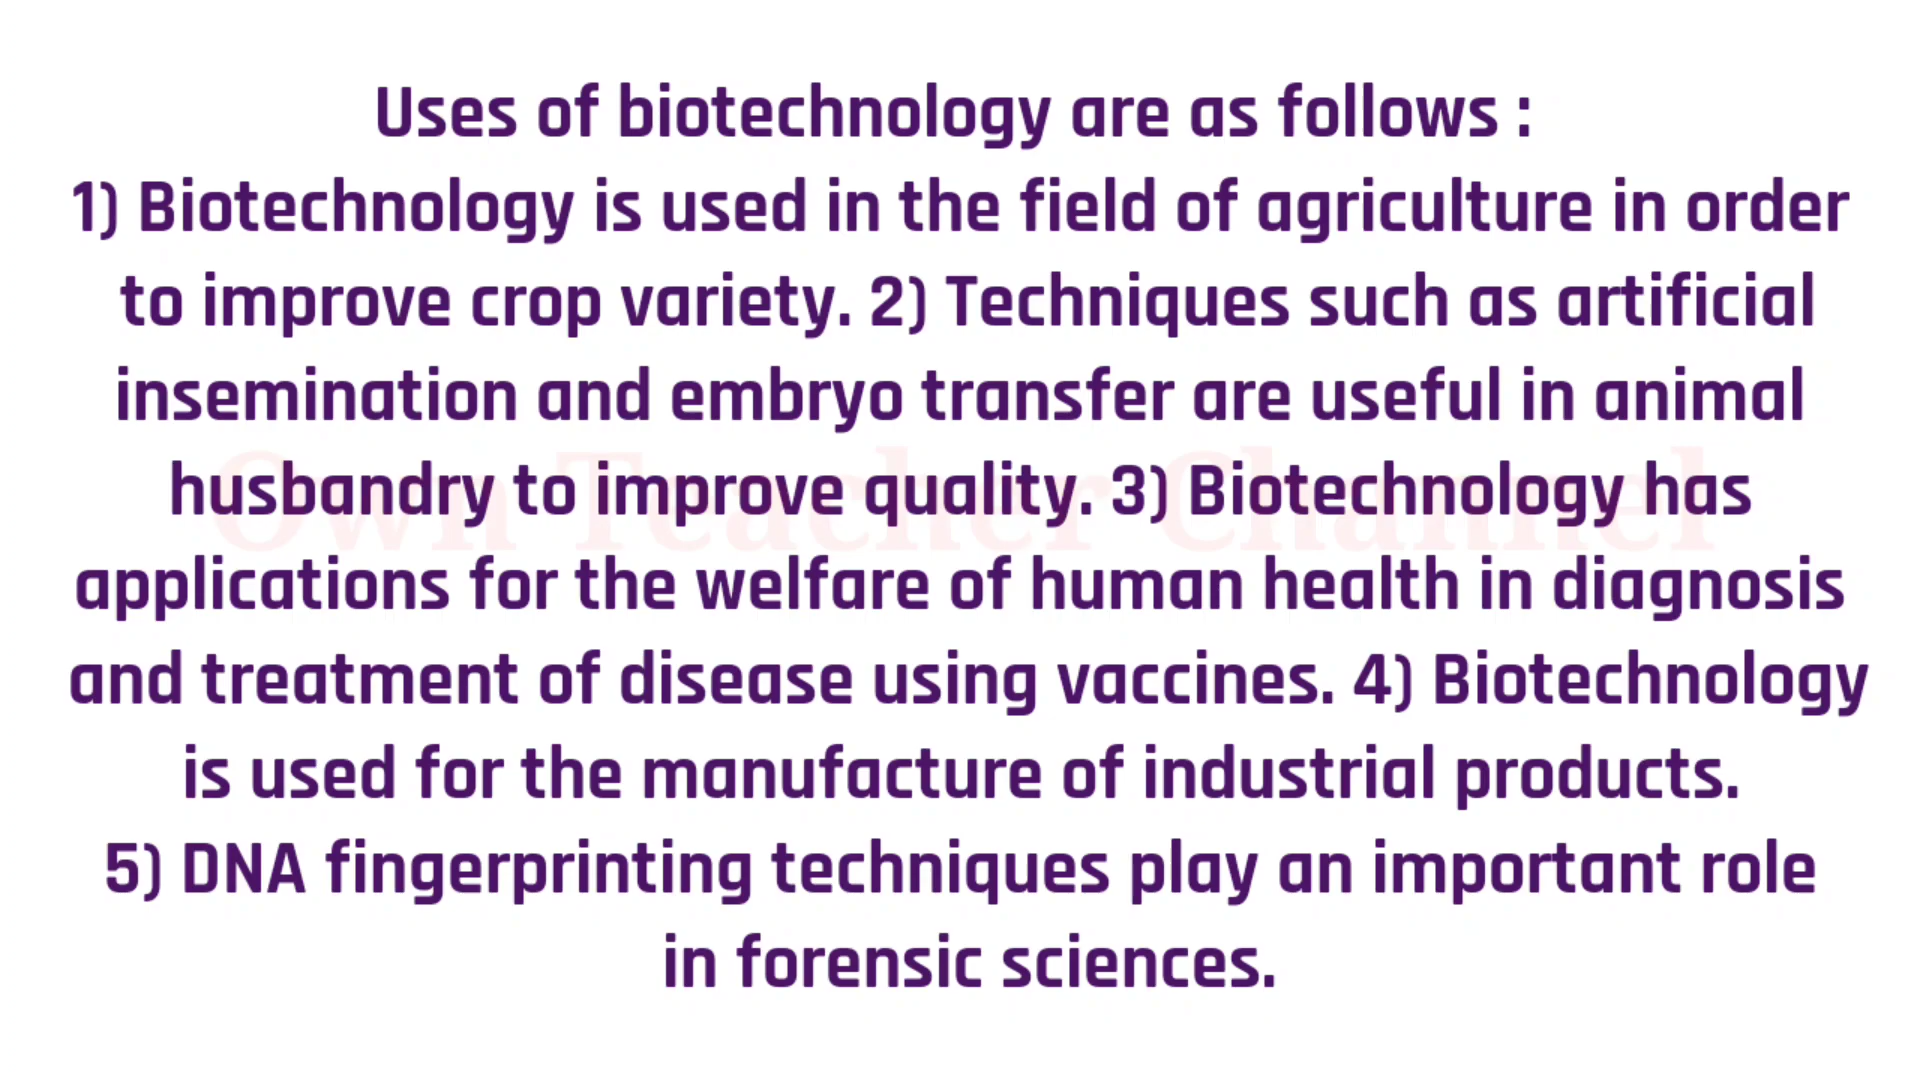 Uses of biotechnology are as follows :
1) Biotechnology is used in the field of agriculture in order
to improve crop variety. 2) Techniques such as artificial
insemination and embryo transfer are useful in animal
husbandry to improve quality. 3) Biotechnology has
Own Teacher Channel
applications for the welfare of human health in diagnosis
and treatment of disease using vaccines. 4) Biotechnology
is used for the manufacture of industrial products.
5) DNA fingerprinting techniques play an important role
in forensic sciences.